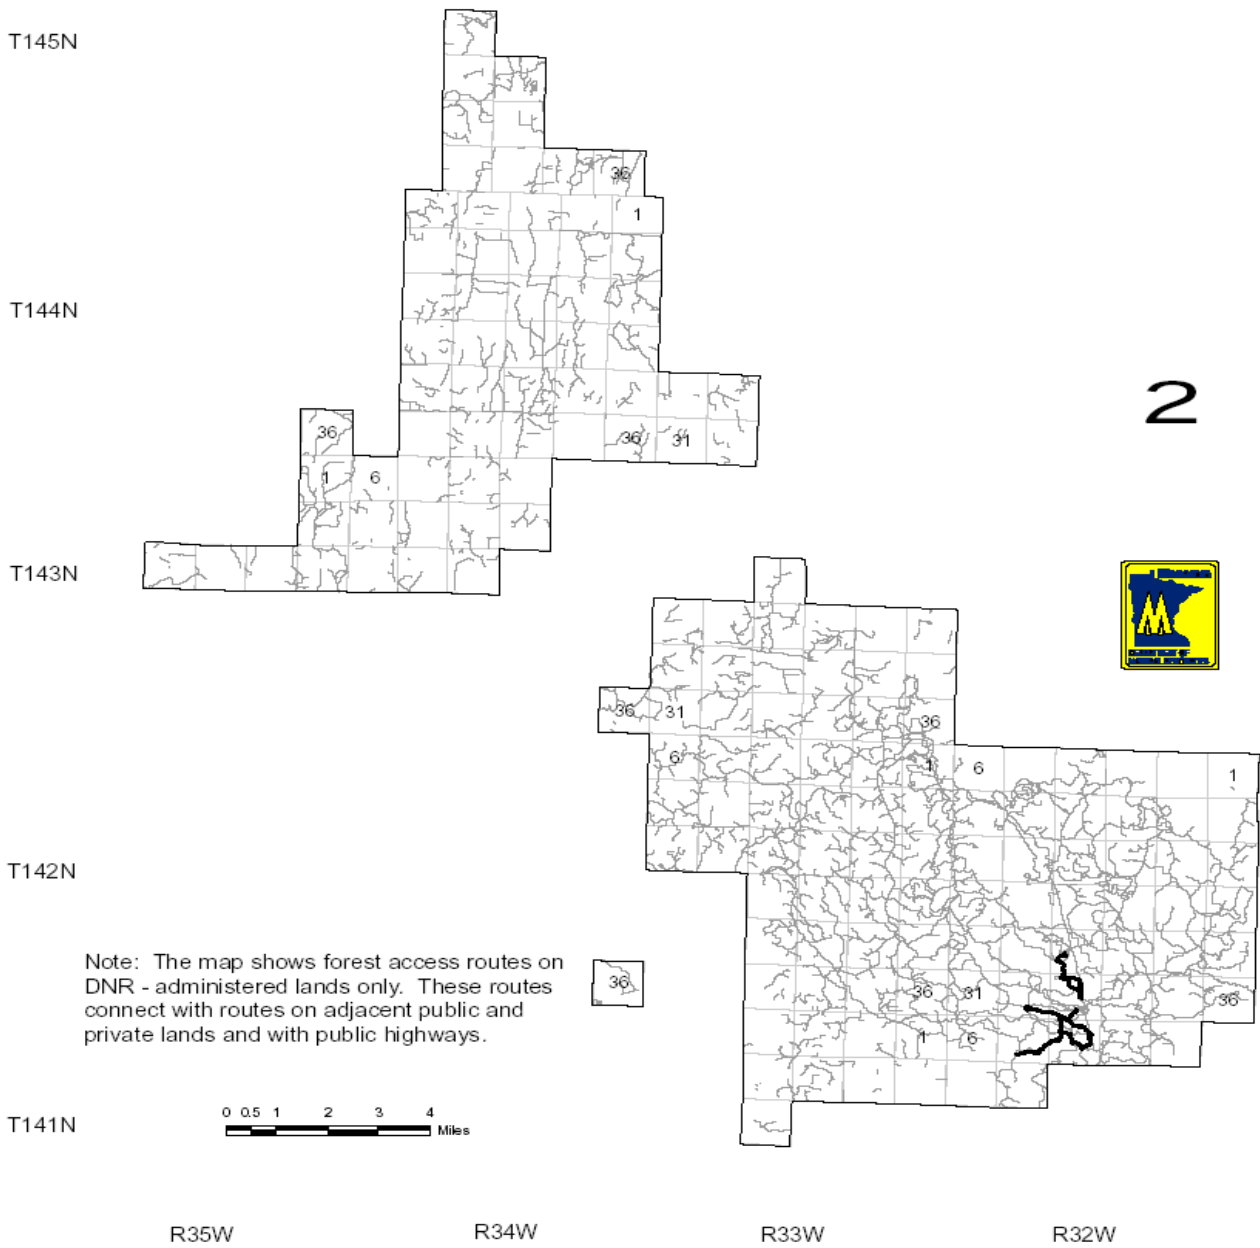 T145N
36
1
T144N
2
36
36 31
1 6
T143N
36 31
36
6
1 6
1
T142N
Note: The map shows forest access routes on
DNR - administered lands only. These routes
connect with routes on adjacent public and
private lands and with public highways.
36
36 31
36
1 6
0 0.5 1 2 3 4
Miles
T141N
R35W R34W R33W R32W